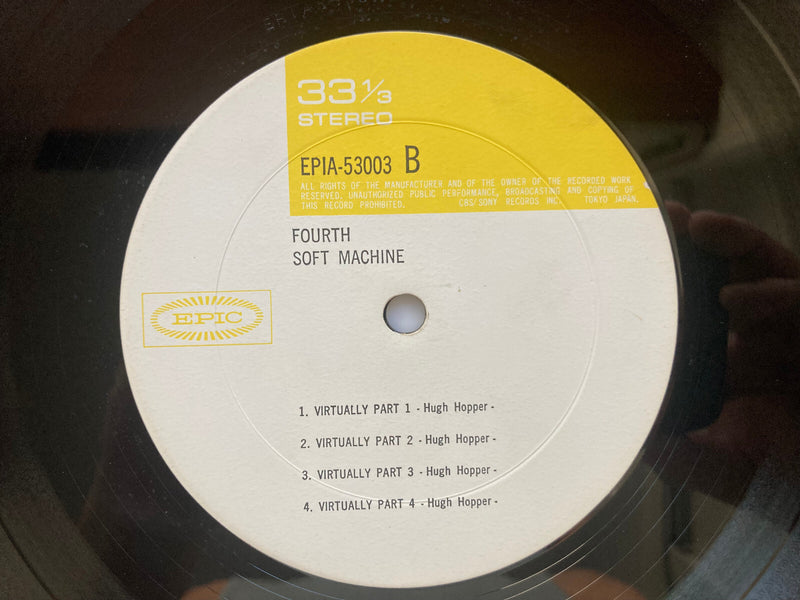 33 1/3
STEREO
EPIA-53003 B
ALL RIGHTS OF THE MANUFACTURER AND OF THE OWNER OF THE RECORDED WORK
RESERVED. UNAUTHORIZED PUBLIC PERFORMANCE, BROADCASTING AND COPYING OF
THIS RECORD PROHIBITED. CBS/SONY RECORDS INC. TOKYO JAPAN.
FOURTH
SOFT MACHINE
EPIC
1. VIRTUALLY PART 1 - Hugh Hopper -
2. VIRTUALLY PART 2 - Hugh Hopper -
3. VIRTUALLY PART 3 - Hugh Hopper -
4. VIRTUALLY PART 4 - Hugh Hopper -